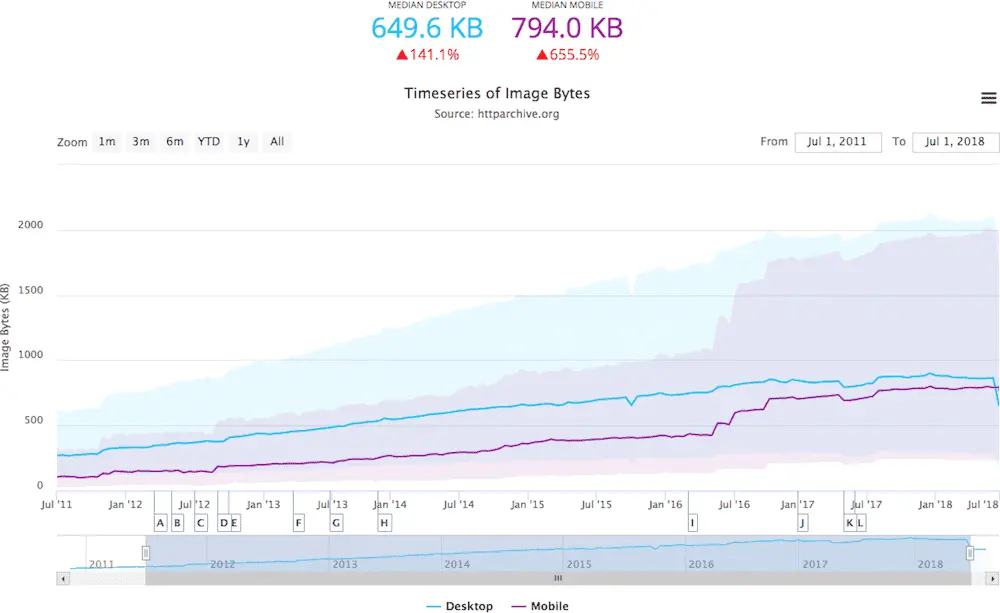 MEDIAN DESKTOP MEDIAN MOBILE
649.6 KB 794.0 KB
▲141.1% ▲655.5%
Timeseries of Image Bytes
Source: httparchive.org
Zoom 1m 3m 6m YTD 1y All From Jul 1, 2011 To Jul 1, 2018
Image Bytes (KB)
2000
1500
1000
500
0
Jul '11 Jan '12 Jul '12 Jan '13 Jul '13 Jan '14 Jul '14 Jan '15 Jul '15 Jan '16 Jul '16 Jan '17 Jul '17 Jan '18 Jul '18
A B C D E F G H I J K L
2011 2012 2013 2014 2015 2016 2017 2018
Desktop Mobile